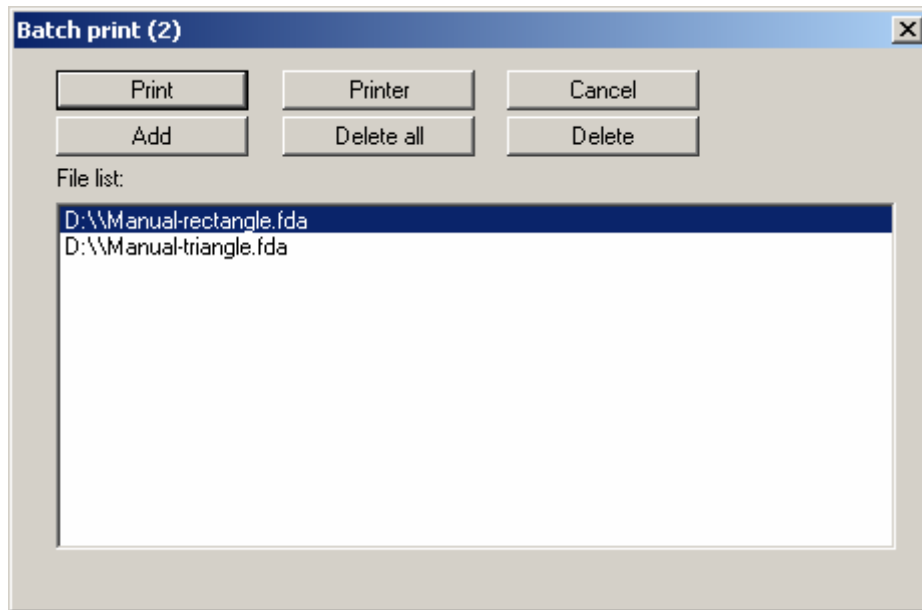 Batch print (2)
Print Printer Cancel
Add Delete all Delete
File list:
D:\\Manual-rectangle.fda
D:\\Manual-triangle.fda